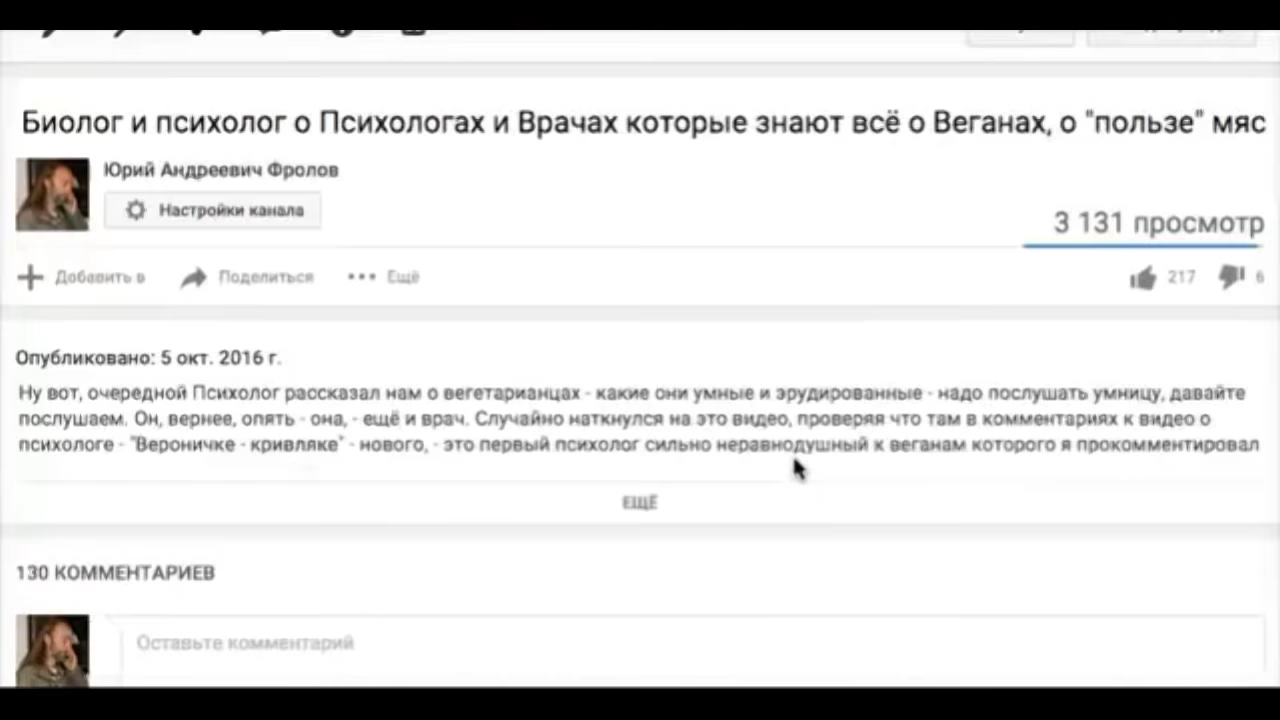 Биолог и психолог о Психологах и Врачах которые знают всё о Веганах, о "пользе" мяс
Юрий Андреевич Фролов
Настройки канала
3 131 просмотр
Добавить в Поделиться Ещё 217 6
Опубликовано: 5 окт. 2016 г.
Ну вот, очередной Психолог рассказал нам о вегетарианцах - какие они умные и эрудированные - надо послушать умницу, давайте
послушаем. Он, вернее, опять - она, - ещё и врач. Случайно наткнулся на это видео, проверяя что там в комментариях к видео о
психологе - "Вероничке - кривляке" - нового, - это первый психолог сильно неравнодушный к веганам которого я прокомментировал
ЕЩЁ
130 КОММЕНТАРИЕВ
Оставьте комментарий